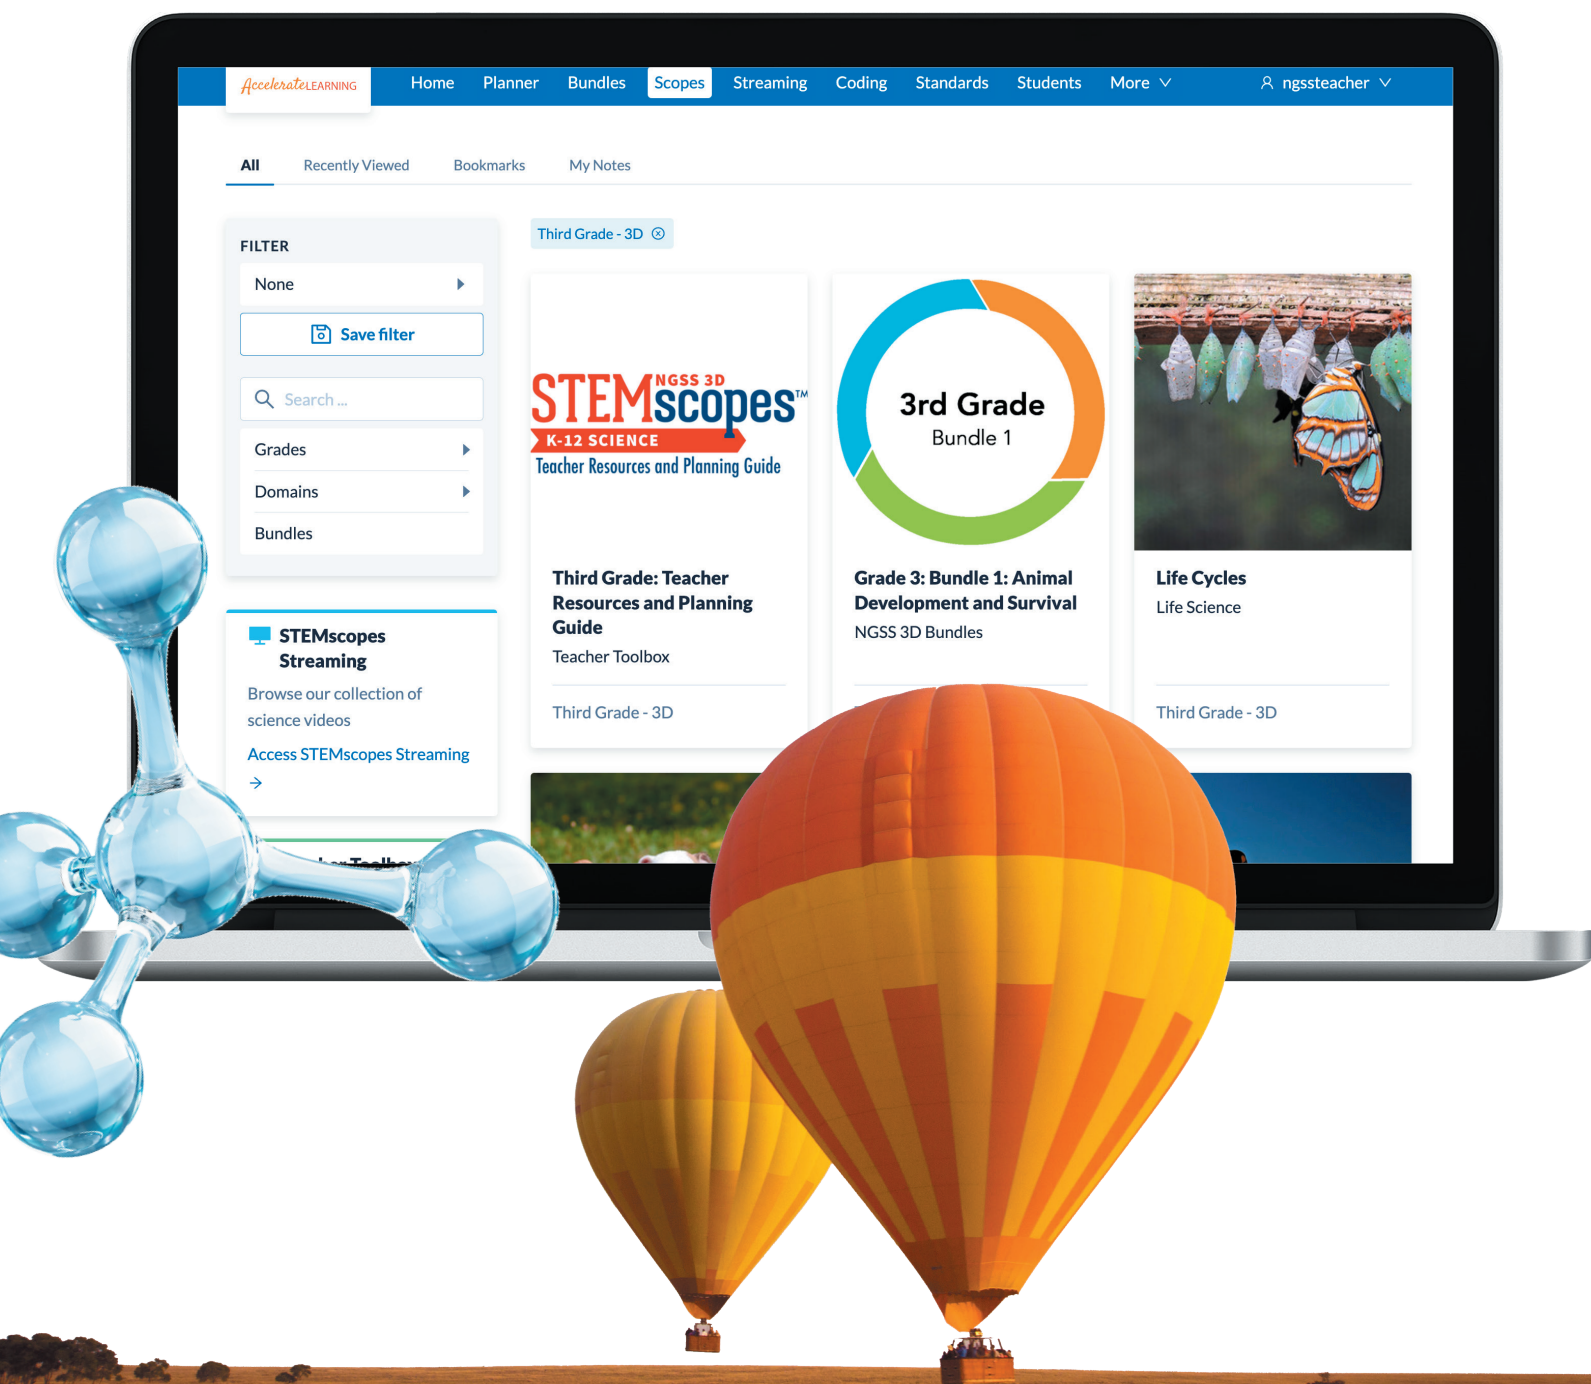 Accelerate LEARNING
Home Planner Bundles Scopes Streaming Coding Standards Students More ngssteacher
All Recently Viewed Bookmarks My Notes
FILTER
None
Save filter
Search ...
Grades
Domains
Bundles
STEMscopes
Streaming
Browse our collection of
science videos
Access STEMscopes Streaming
→
Third Grade - 3D
NGSS 3D
STEMscopes™
K-12 SCIENCE
Teacher Resources and Planning Guide
Third Grade: Teacher
Resources and Planning
Guide
Teacher Toolbox
Third Grade - 3D
3rd Grade
Bundle 1
Grade 3: Bundle 1: Animal
Development and Survival
NGSS 3D Bundles
Life Cycles
Life Science
Third Grade - 3D